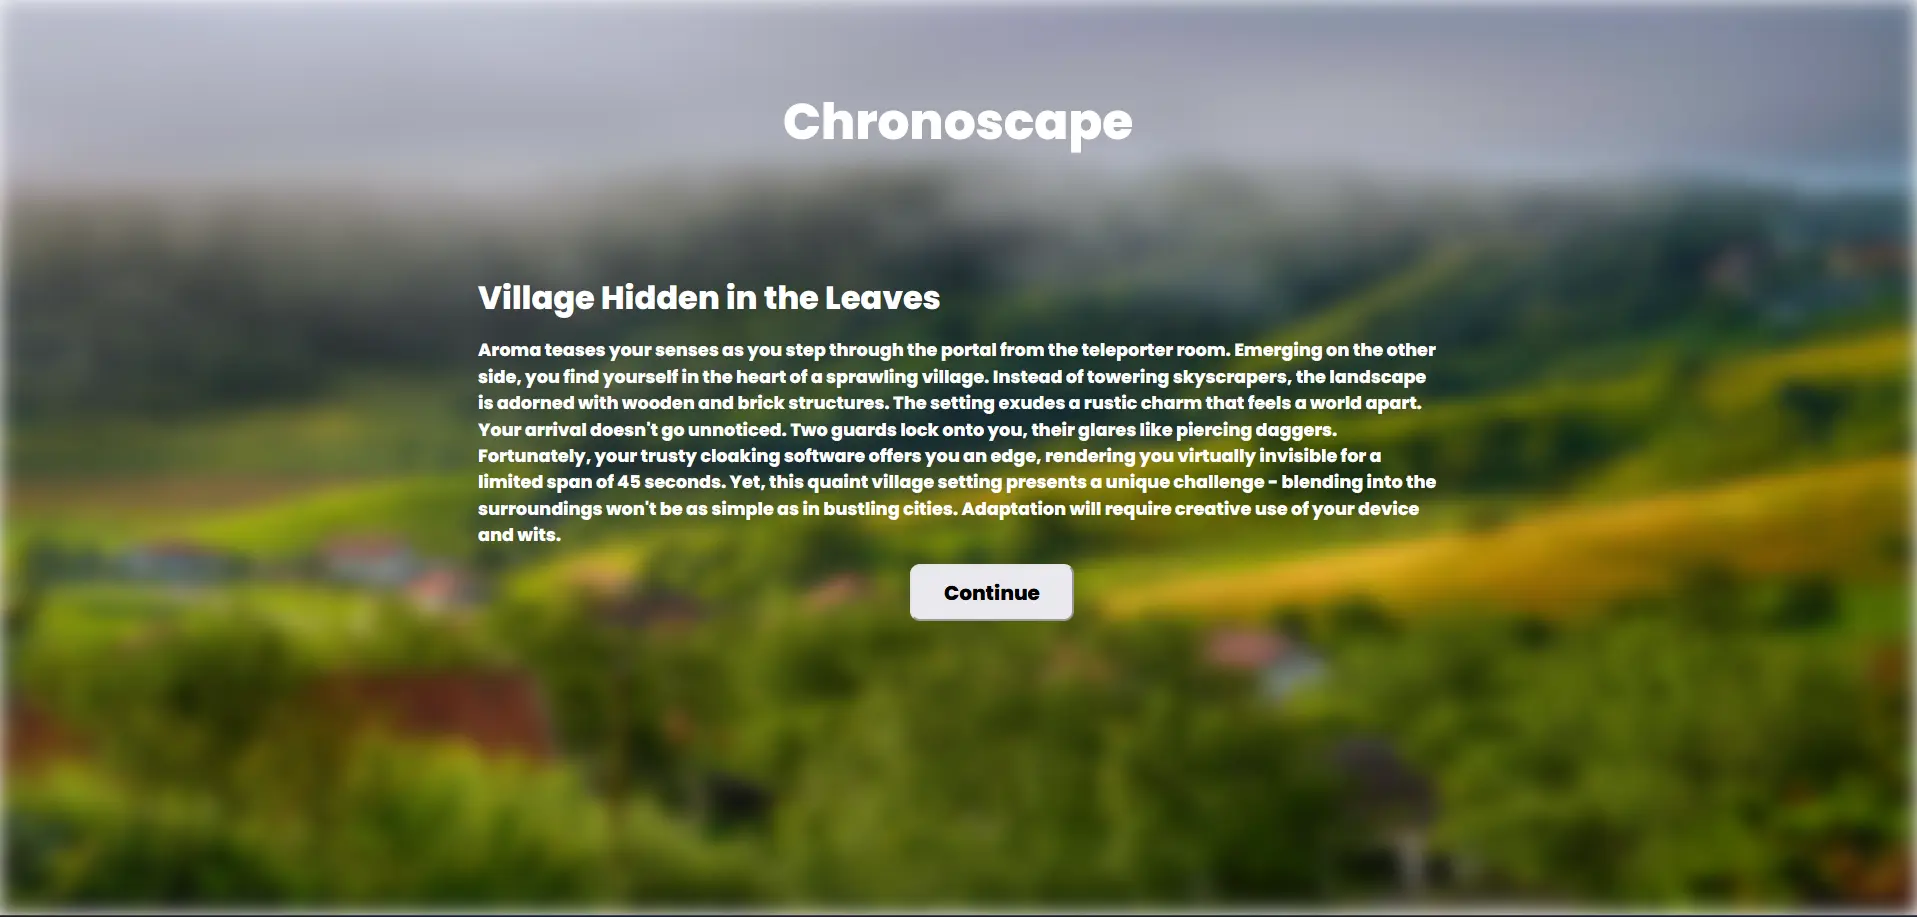 Chronoscape
Village Hidden in the Leaves
Aroma teases your senses as you step through the portal from the teleporter room. Emerging on the other
side, you find yourself in the heart of a sprawling village. Instead of towering skyscrapers, the landscape
is adorned with wooden and brick structures. The setting exudes a rustic charm that feels a world apart.
Your arrival doesn't go unnoticed. Two guards lock onto you, their glares like piercing daggers.
Fortunately, your trusty cloaking software offers you an edge, rendering you virtually invisible for a
limited span of 45 seconds. Yet, this quaint village setting presents a unique challenge - blending into the
surroundings won't be as simple as in bustling cities. Adaptation will require creative use of your device
and wits.
Continue